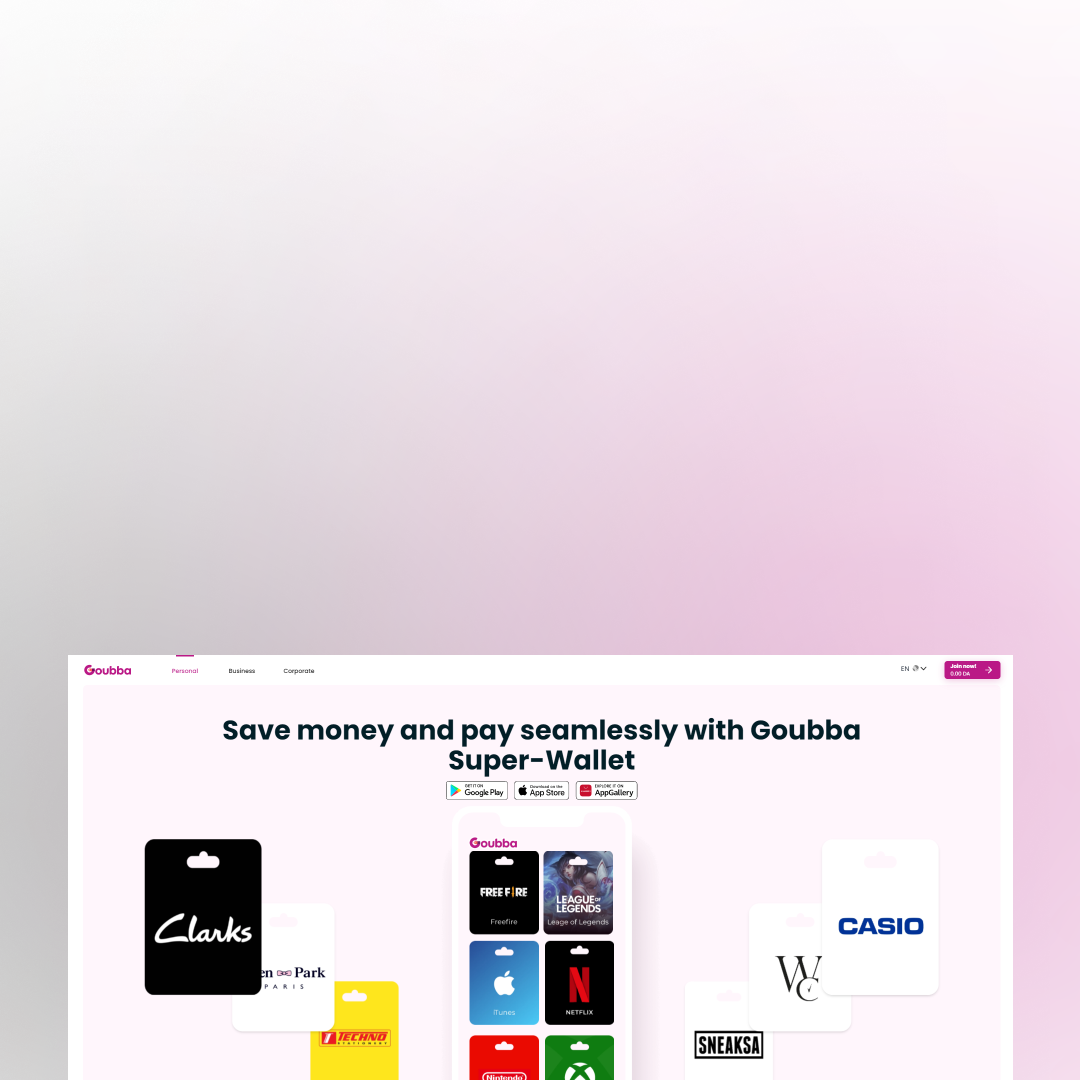 Goubba
Personal
Business
Corporate
EN
Join now!
0.00 DA
Save money and pay seamlessly with Goubba
Super-Wallet
GET IT ON
Google Play
Download on the
App Store
EXPLORE IT ON
AppGallery
Goubba
FREE FIRE
Freefire
LEAGUE OF
LEGENDS
Leage of Legends
iTunes
NETFLIX
Nintendo
Clarks
en Park
PARIS
TECHNO
STATIONERY
CASIO
WC
SNEAKSA